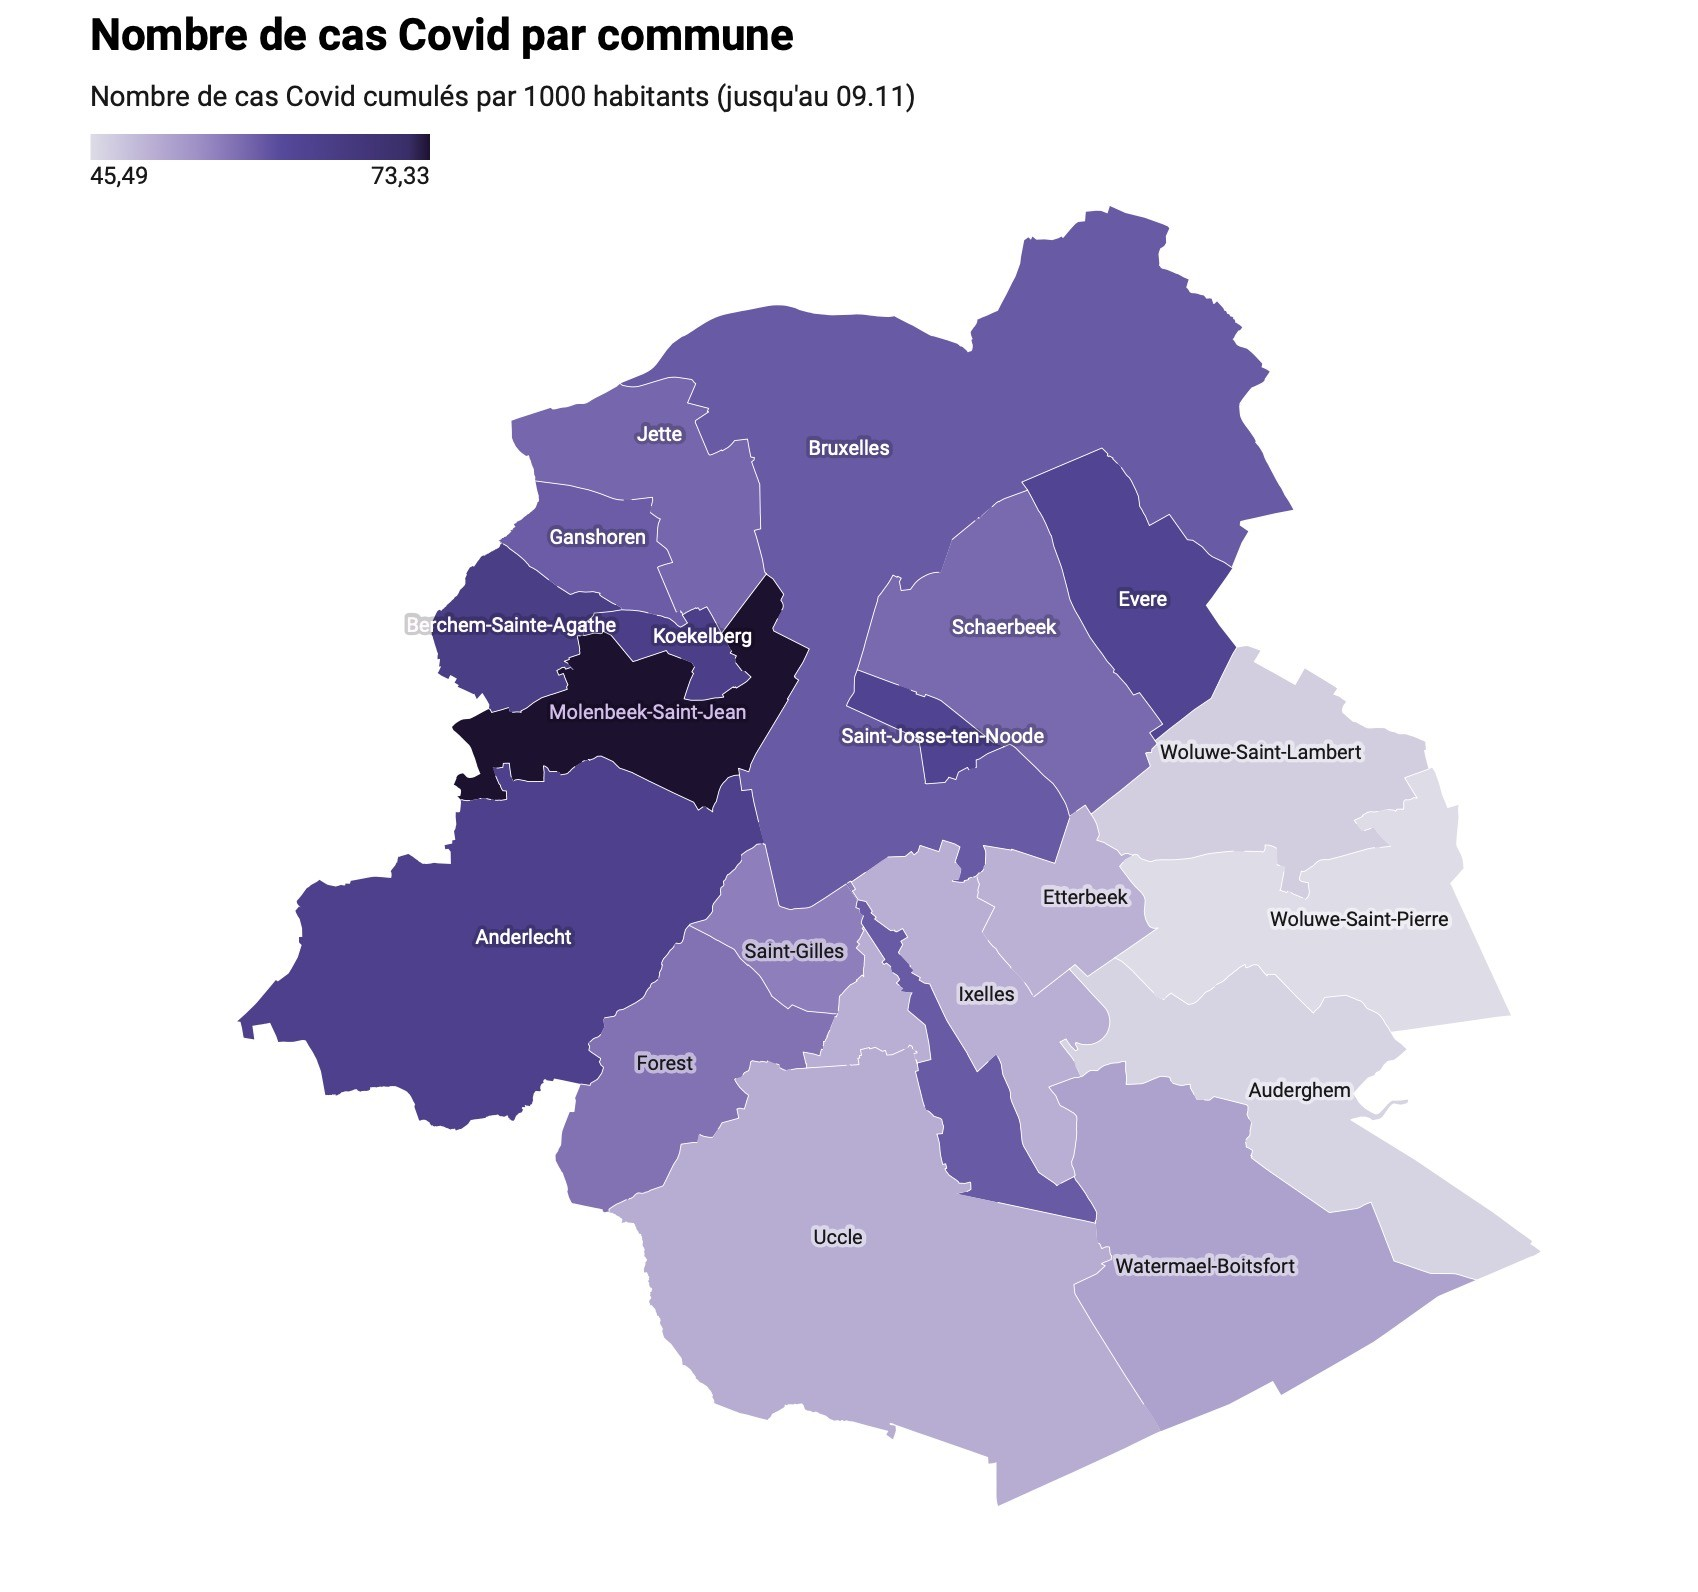 Nombre de cas Covid par commune
Nombre de cas Covid cumulés par 1000 habitants (jusqu'au 09.11)
45,49 73,33
Jette
Bruxelles
Ganshoren
Evere
Berchem-Sainte-Agathe
Schaerbeek
Koekelberg
Molenbeek-Saint-Jean
Saint-Josse-ten-Noode
Woluwe-Saint-Lambert
Etterbeek
Woluwe-Saint-Pierre
Anderlecht
Saint-Gilles
Ixelles
Forest
Auderghem
Uccle
Watermael-Boitsfort